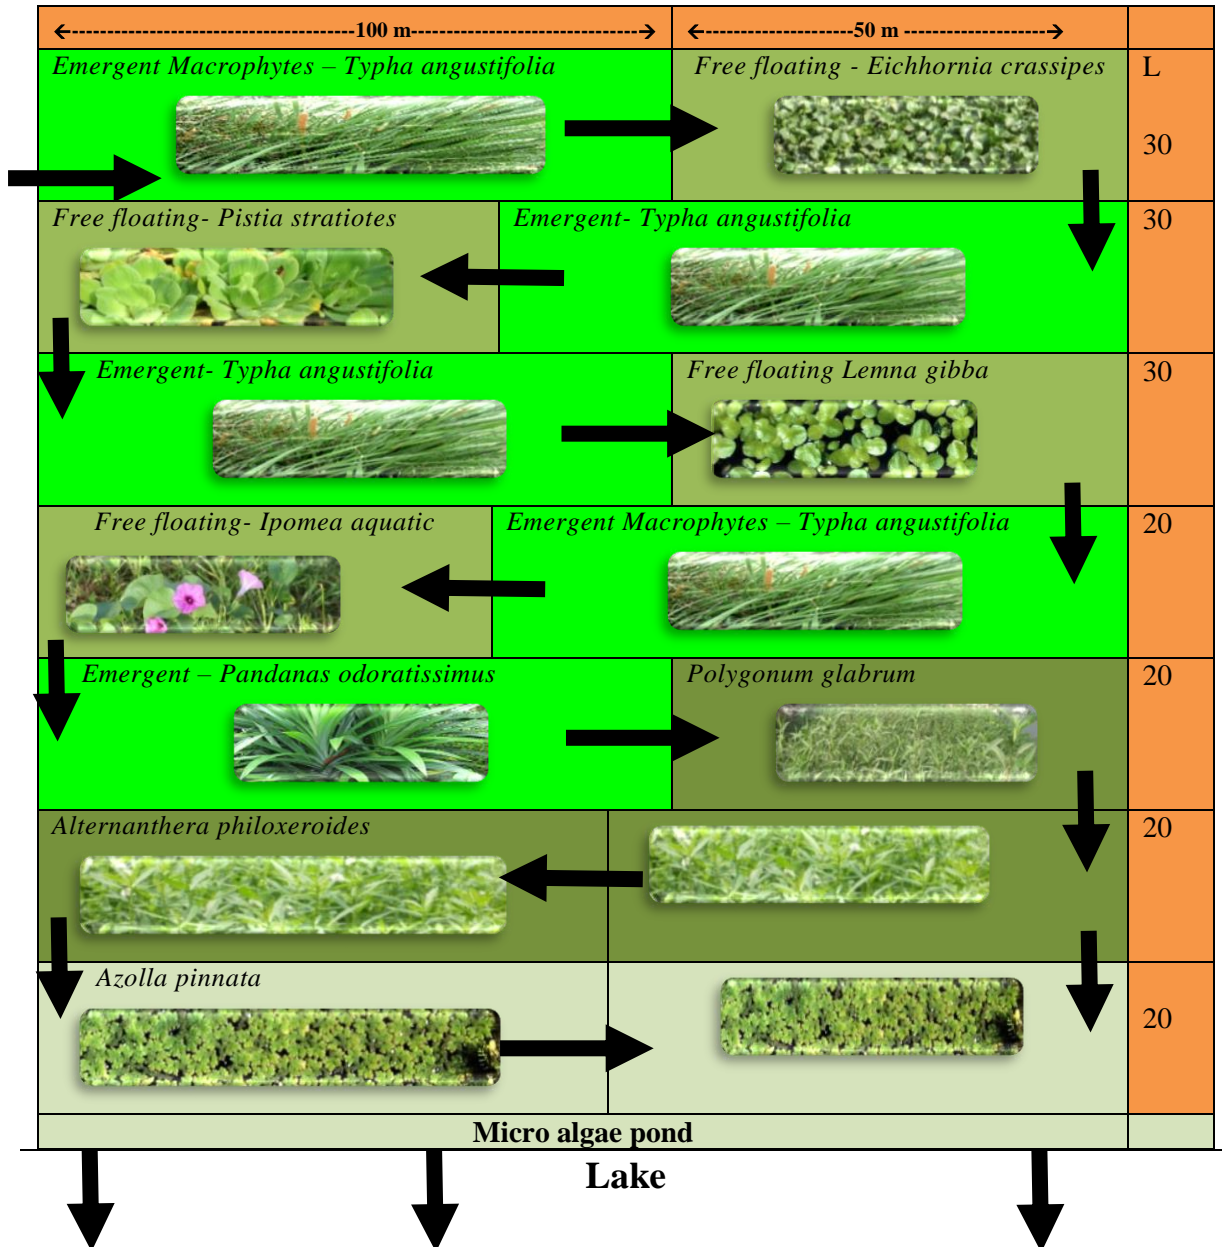 ←----------------------------------------100 m---------------------------------→
←---------------------50 m --------------------→
Emergent Macrophytes – Typha angustifolia
Free floating - Eichhornia crassipes
L
30
Free floating- Pistia stratiotes
Emergent- Typha angustifolia
30
Emergent- Typha angustifolia
Free floating Lemna gibba
30
Free floating- Ipomea aquatic
Emergent Macrophytes – Typha angustifolia
20
Emergent – Pandanas odoratissimus
Polygonum glabrum
20
Alternanthera philoxeroides
20
Azolla pinnata
20
Micro algae pond
Lake